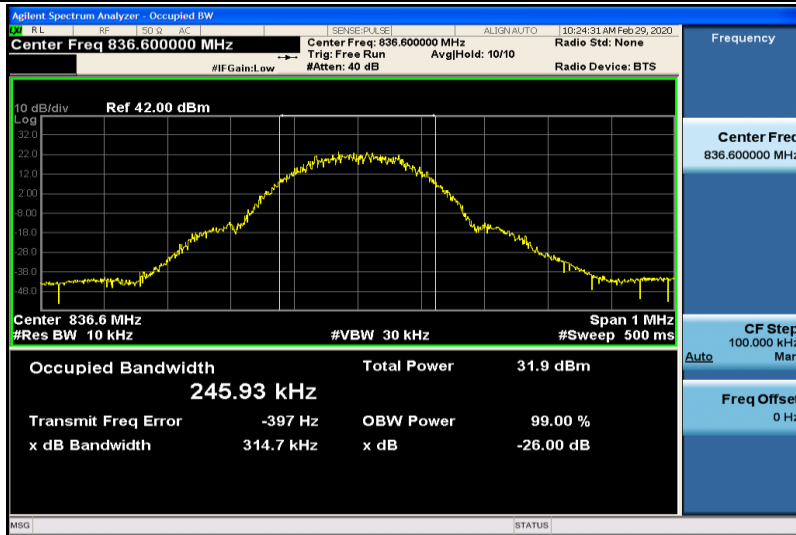 Agilent Spectrum Analyzer - Occupied BW
LXI RL RF 50 Ω AC SENSE:PULSE ALIGN AUTO 10:24:31 AM Feb 29, 2020
Center Freq 836.600000 MHz Center Freq: 836.600000 MHz Radio Std: None
Trig: Free Run Avg|Hold: 10/10
#IFGain:Low #Atten: 40 dB Radio Device: BTS
Frequency
10 dB/div Ref 42.00 dBm
Log
32.0
22.0
12.0
2.00
-8.00
-18.0
-28.0
-38.0
-48.0
Center 836.6 MHz Span 1 MHz
#Res BW 10 kHz #VBW 30 kHz #Sweep 500 ms
Occupied Bandwidth Total Power 31.9 dBm
245.93 kHz
Transmit Freq Error -397 Hz OBW Power 99.00 %
x dB Bandwidth 314.7 kHz x dB -26.00 dB
Center Freq
836.600000 MHz
CF Step
100.000 kHz
Auto Man
Freq Offset
0 Hz
MSG STATUS